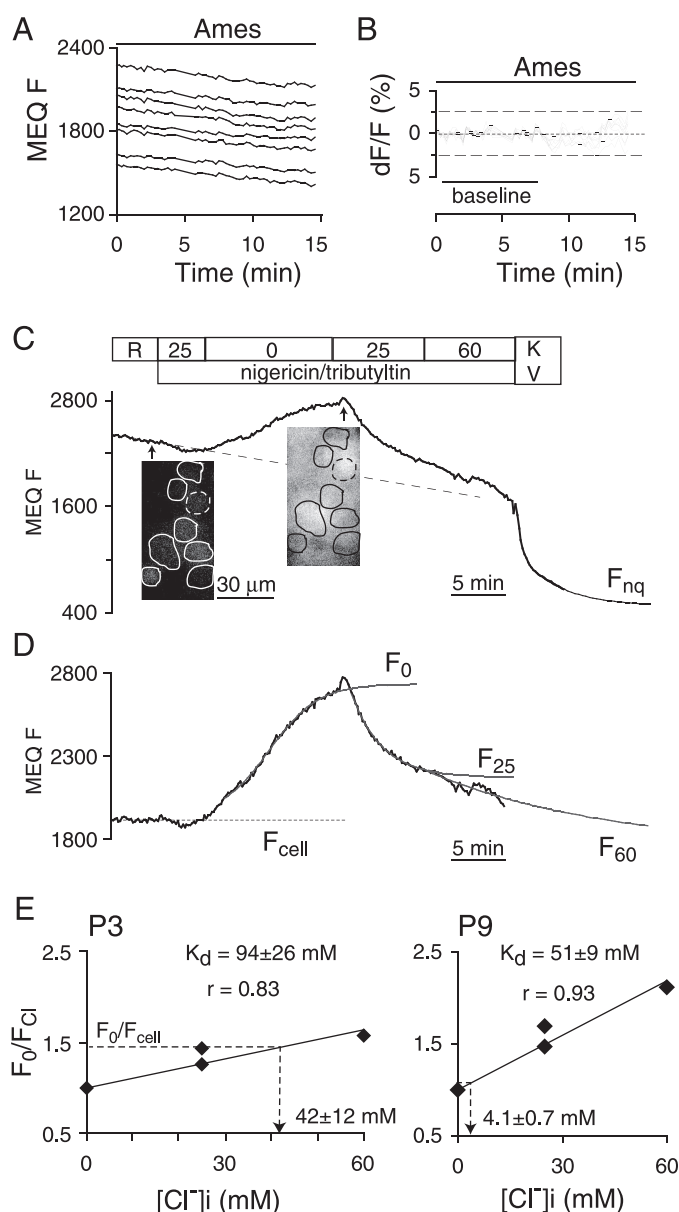 A
Ames
MEQ F
2400
1800
1200
0 5 10 15
Time (min)
B
Ames
dF/F (%)
5
0
5
baseline
0 5 10 15
Time (min)
C
R 25 0 25 60 K
nigericin/tributyltin V
MEQ F
2800
1600
400
30 μm
5 min
Fnq
D
MEQ F
2800
2300
1800
F0
F25
Fcell
5 min
F60
E
P3
F0/FCl
2.5
1.5
0.5
Kd = 94±26 mM
r = 0.83
F0/Fcell
42±12 mM
0 30 60
[Cl-]i (mM)
P9
2.5
1.5
0.5
Kd = 51±9 mM
r = 0.93
4.1±0.7 mM
0 30 60
[Cl-]i (mM)